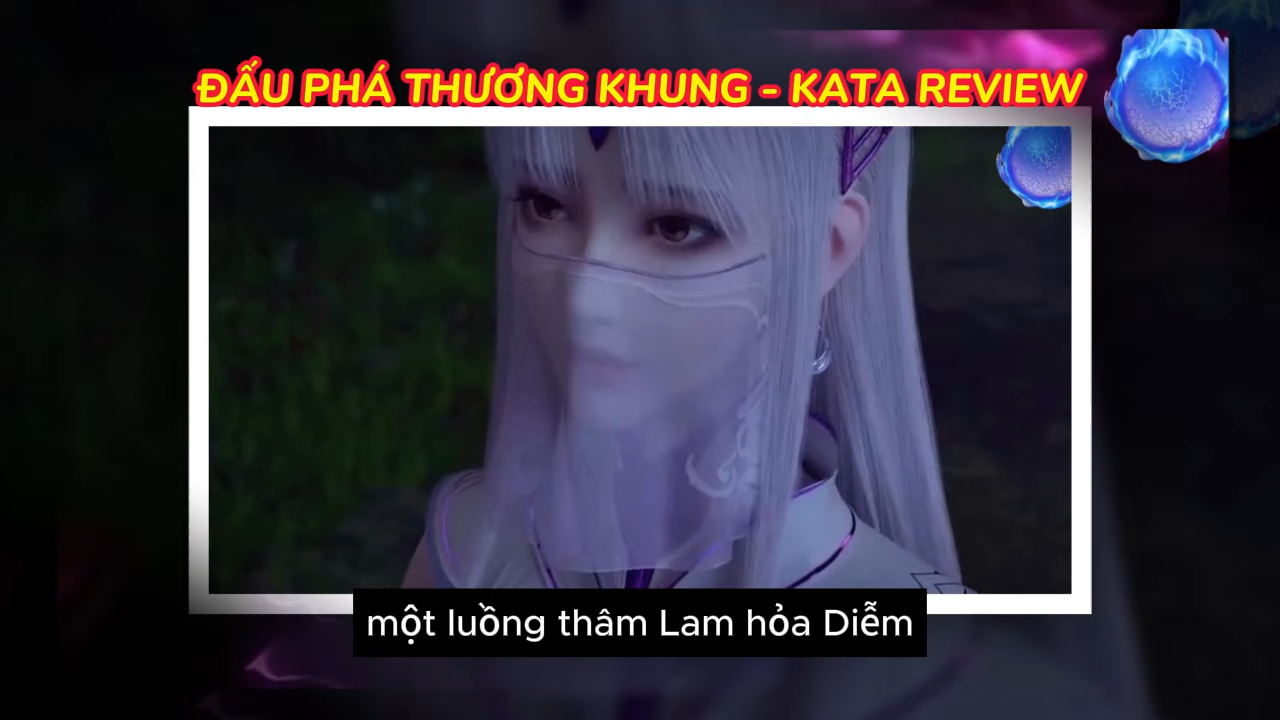 ĐẤU PHÁ THƯƠNG KHUNG - KATA REVIEW
một luồng thâm Lam hỏa Diễm